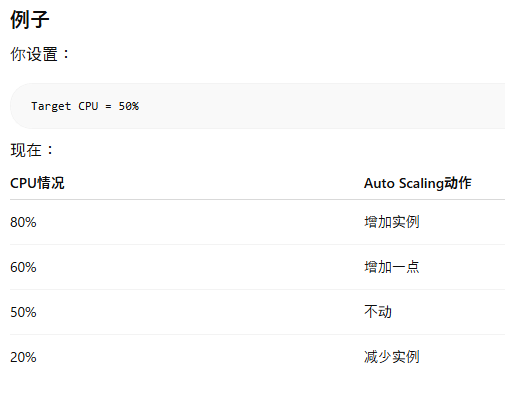 例子
你设置：
Target CPU = 50%
现在：
CPU情况 Auto Scaling动作
80% 增加实例
60% 增加一点
50% 不动
20% 减少实例